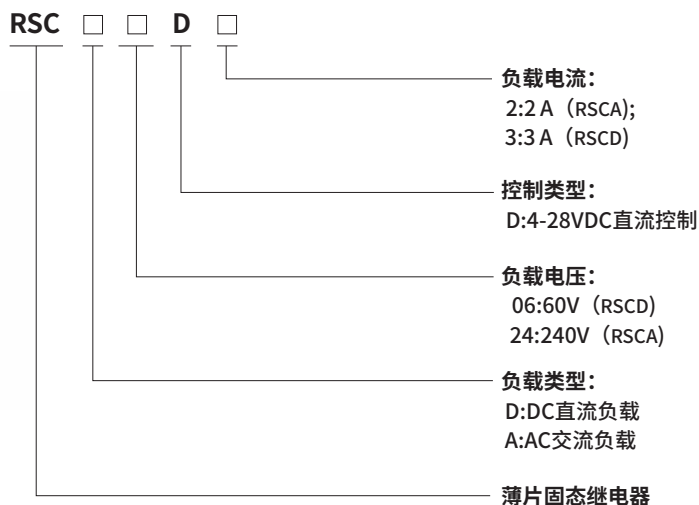 RSC □ □ D □
负载电流：
2:2 A（RSCA);
3:3 A（RSCD)
控制类型：
D:4-28VDC直流控制
负载电压：
06:60V（RSCD)
24:240V（RSCA)
负载类型：
D:DC直流负载
A:AC交流负载
薄片固态继电器